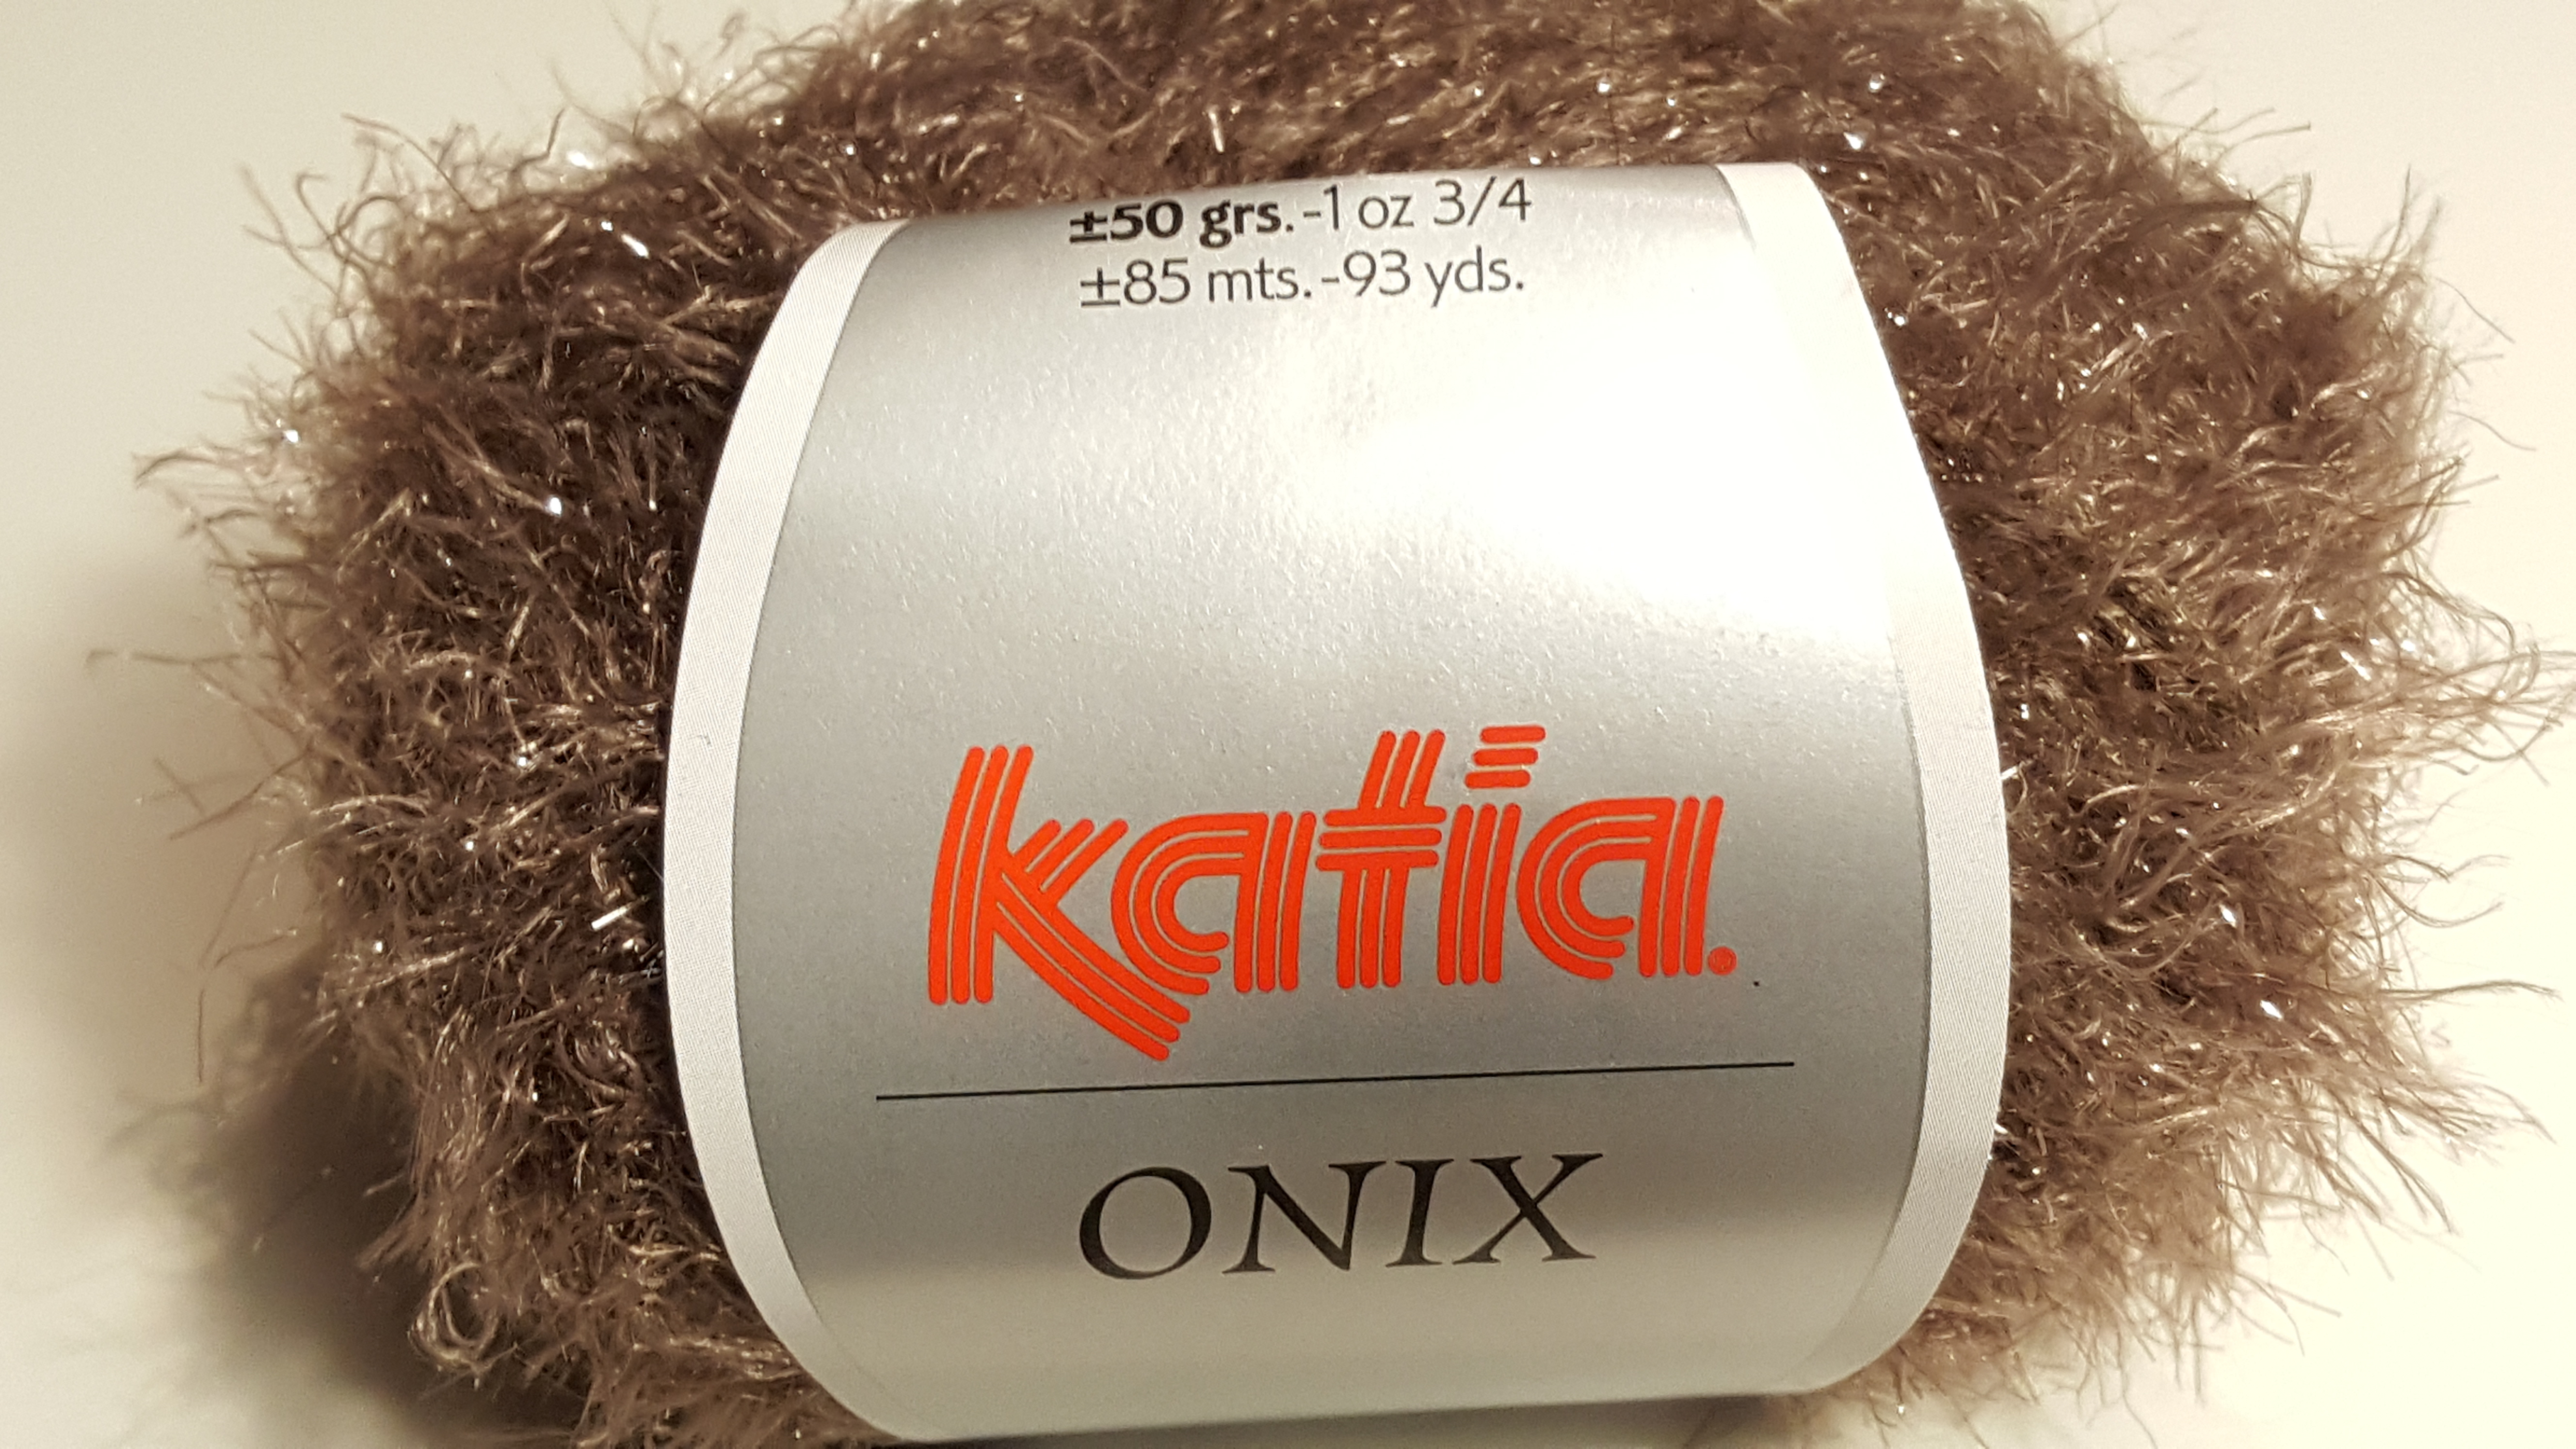 ±50 grs.-1 oz 3/4
±85 mts.-93 yds.
katia.
ONIX